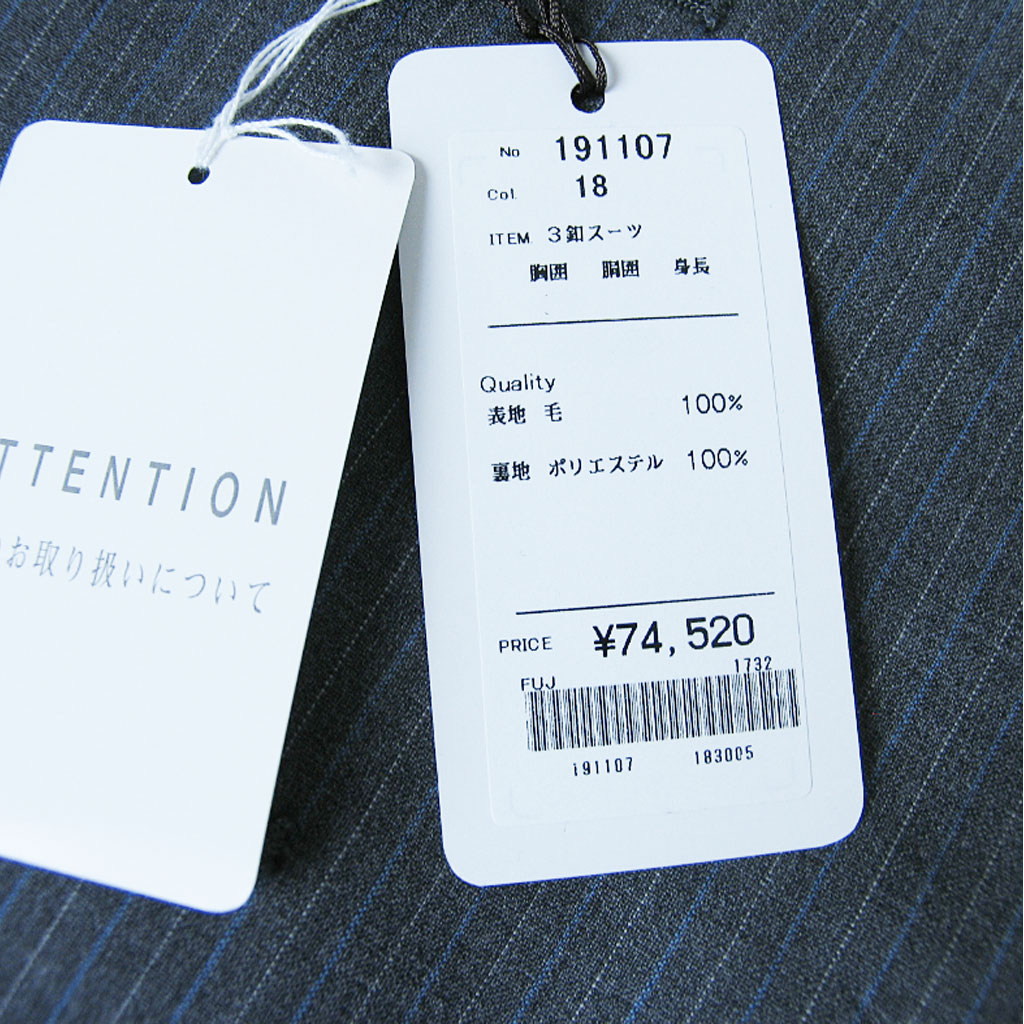 TTENTION
お取り扱いについて
No 191107
Col. 18
ITEM. 3釦スーツ
胸囲 胴囲 身長
Quality
表地 毛 100%
裏地 ポリエステル 100%
PRICE ¥74,520
1732
FUJ
191107 183005